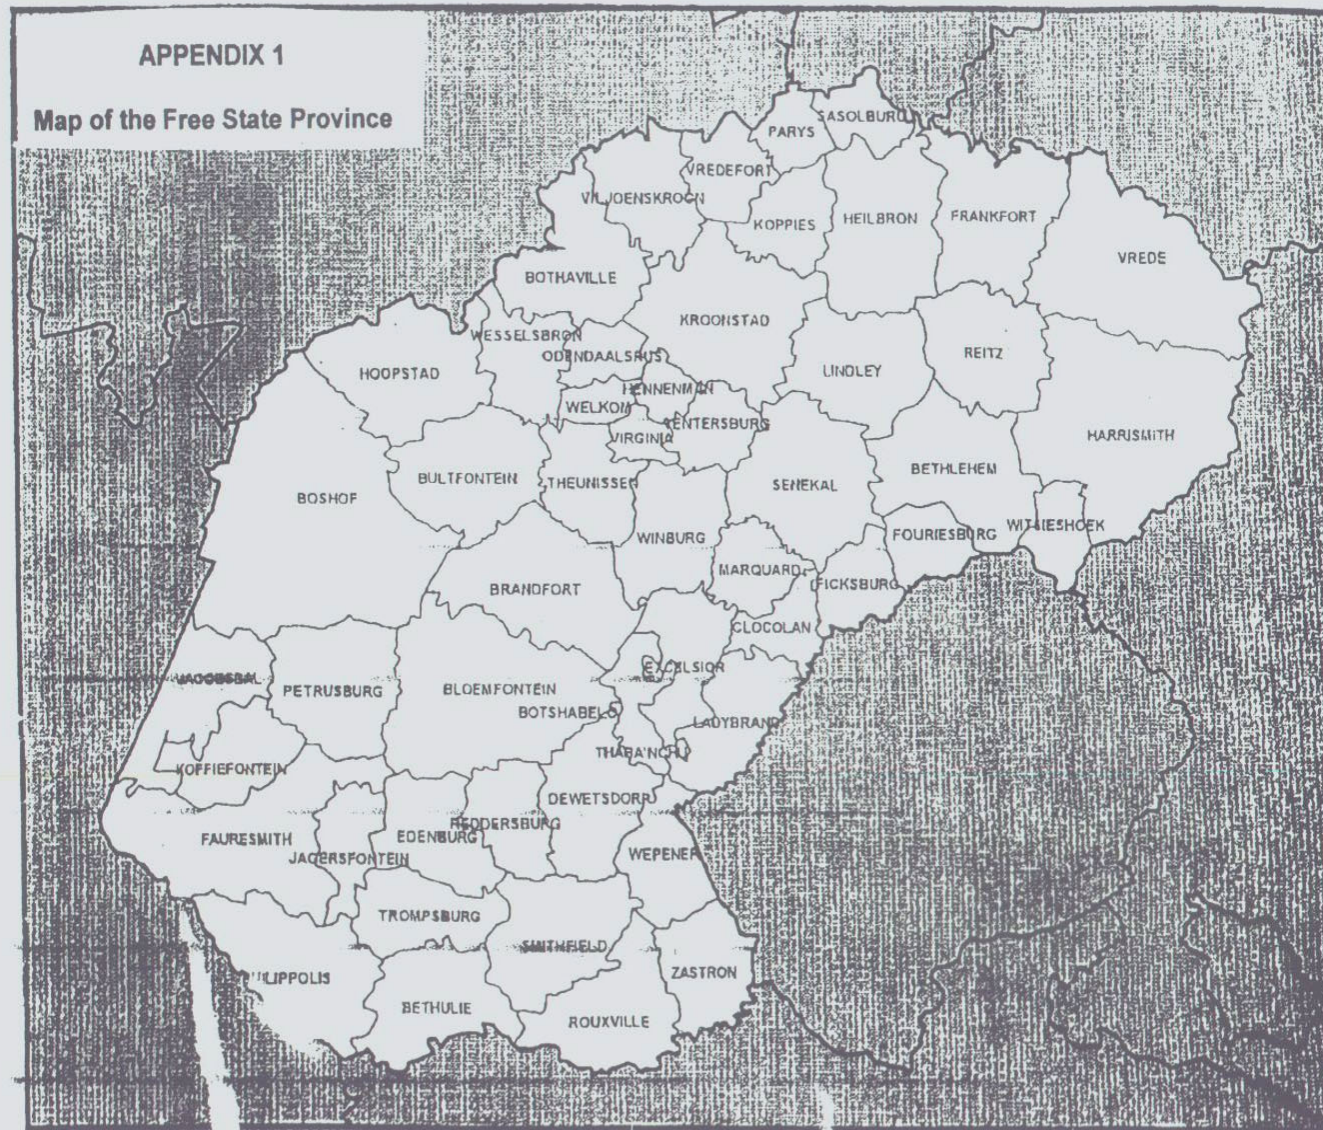 APPENDIX 1
Map of the Free State Province
SASOLBURG
PARYS
VREDEFORT
VILJOENSKROON
KOPPIES
HEILBRON
FRANKFORT
VREDE
BOTHAVILLE
KROONSTAD
WESSELSBRON
ODENDAALSRUS
REITZ
HOOPSTAD
LINDLEY
HENNENMAN
WELKOM
VENTERSBURG
VIRGINIA
HARRISMITH
BETHLEHEM
BULTFONTEIN
THEUNISSEN
SENEKAL
BOSHOF
WITSIESHOEK
FOURIESBURG
WINBURG
MARQUARD
FICKSBURG
BRANDFORT
CLOCOLAN
EXCELSIOR
JACOBSDAL
PETRUSBURG
BLOEMFONTEIN
BOTSHABELO
LADYBRAND
THABA'NCHU
KOFFIEFONTEIN
DEWETSDORP
REDDERSBURG
FAURESMITH
EDENBURG
JAGERSFONTEIN
WEPENER
TROMPSBURG
SMITHFIELD
ZASTRON
LIPPOLIS
BETHULIE
ROUXVILLE